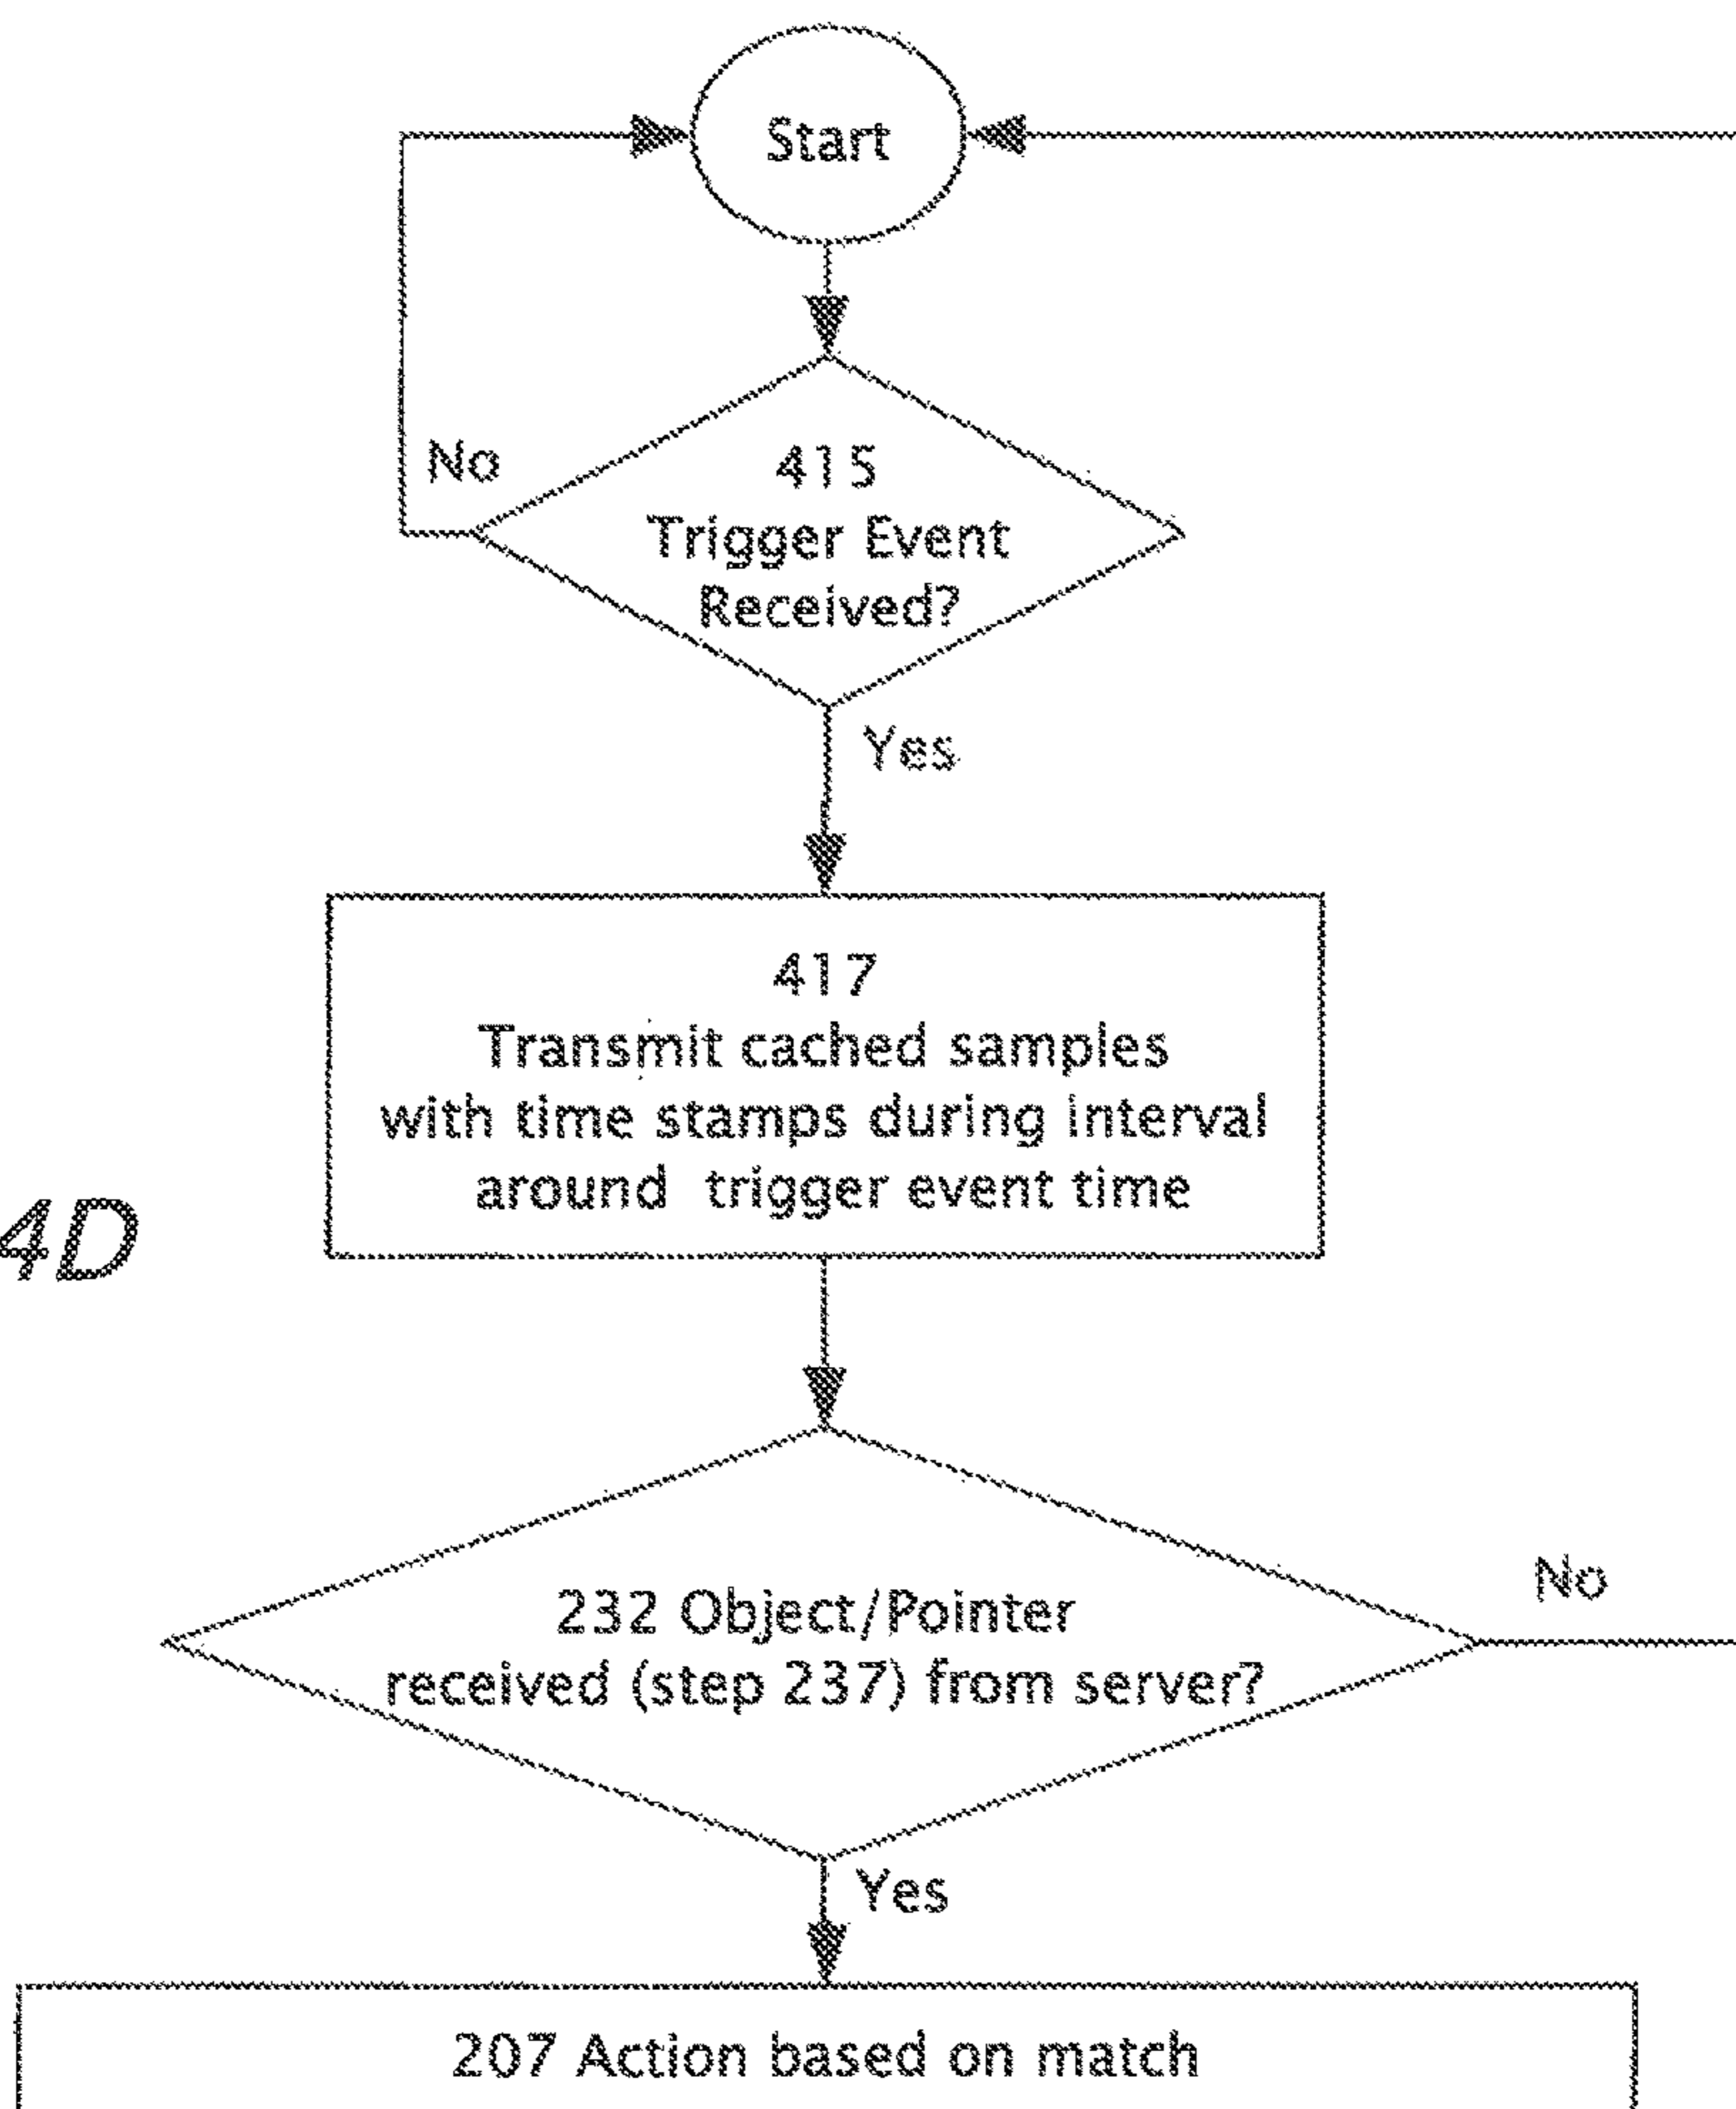 Start
No
415
Trigger Event
Received?
Yes
417
Transmit cached samples
with time stamps during interval
around trigger event time
4D
232 Object/Pointer
received (step 237) from server?
No
Yes
207 Action based on match